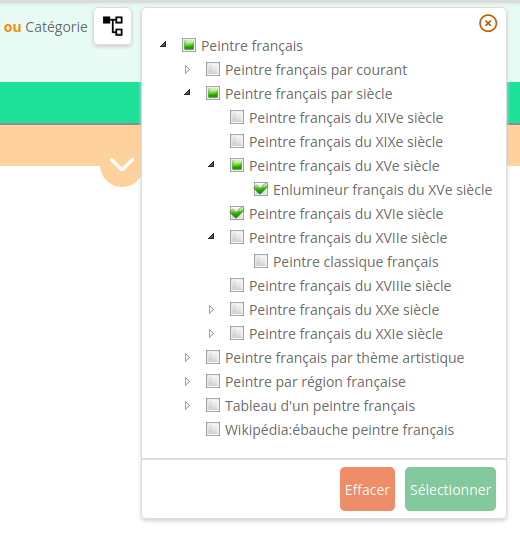 ou Catégorie
Peintre français
Peintre français par courant
Peintre français par siècle
Peintre français du XIVe siècle
Peintre français du XIXe siècle
Peintre français du XVe siècle
Enlumineur français du XVe siècle
Peintre français du XVIe siècle
Peintre français du XVIIe siècle
Peintre classique français
Peintre français du XVIIIe siècle
Peintre français du XXe siècle
Peintre français du XXIe siècle
Peintre français par thème artistique
Peintre par région française
Tableau d'un peintre français
Wikipédia:ébauche peintre français
Effacer
Sélectionner